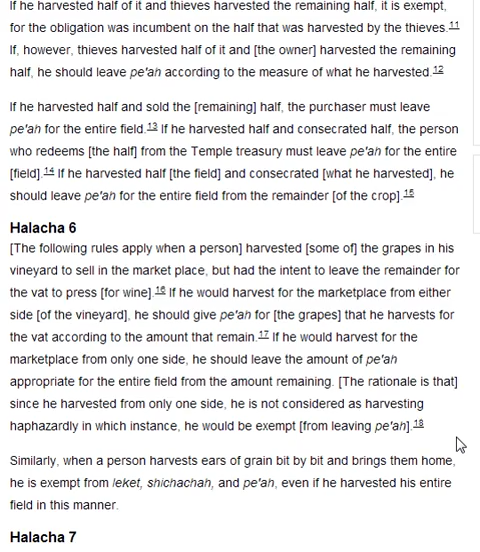 If he harvested half of it and thieves harvested the remaining half, it is exempt,
for the obligation was incumbent on the half that was harvested by the thieves.11
If, however, thieves harvested half of it and [the owner] harvested the remaining
half, he should leave pe'ah according to the measure of what he harvested.12
If he harvested half and sold the [remaining] half, the purchaser must leave
pe'ah for the entire field.13 If he harvested half and consecrated half, the person
who redeems [the half] from the Temple treasury must leave pe'ah for the entire
[field].14 If he harvested half [the field] and consecrated [what he harvested], he
should leave pe'ah for the entire field from the remainder [of the crop].15
Halacha 6
[The following rules apply when a person] harvested [some of] the grapes in his
vineyard to sell in the market place, but had the intent to leave the remainder for
the vat to press [for wine].16 If he would harvest for the marketplace from either
side [of the vineyard], he should give pe'ah for [the grapes] that he harvests for
the vat according to the amount that remain.17 If he would harvest for the
marketplace from only one side, he should leave the amount of pe'ah
appropriate for the entire field from the amount remaining. [The rationale is that]
since he harvested from only one side, he is not considered as harvesting
haphazardly in which instance, he would be exempt [from leaving pe'ah].18
Similarly, when a person harvests ears of grain bit by bit and brings them home,
he is exempt from leket, shichachah, and pe'ah, even if he harvested his entire
field in this manner.
Halacha 7